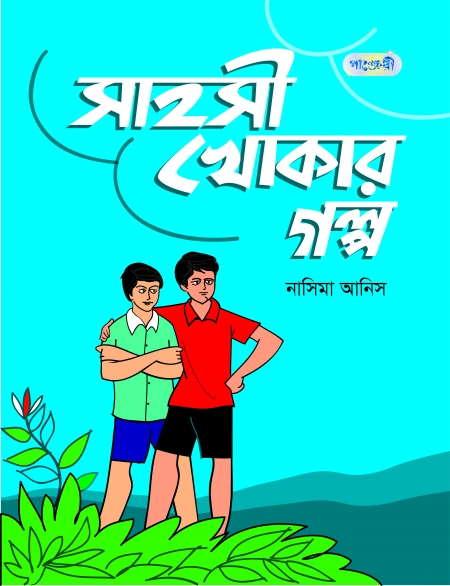 পাঞ্জেরী
সাহসী
খোকার
গল্প
নাসিমা আনিস